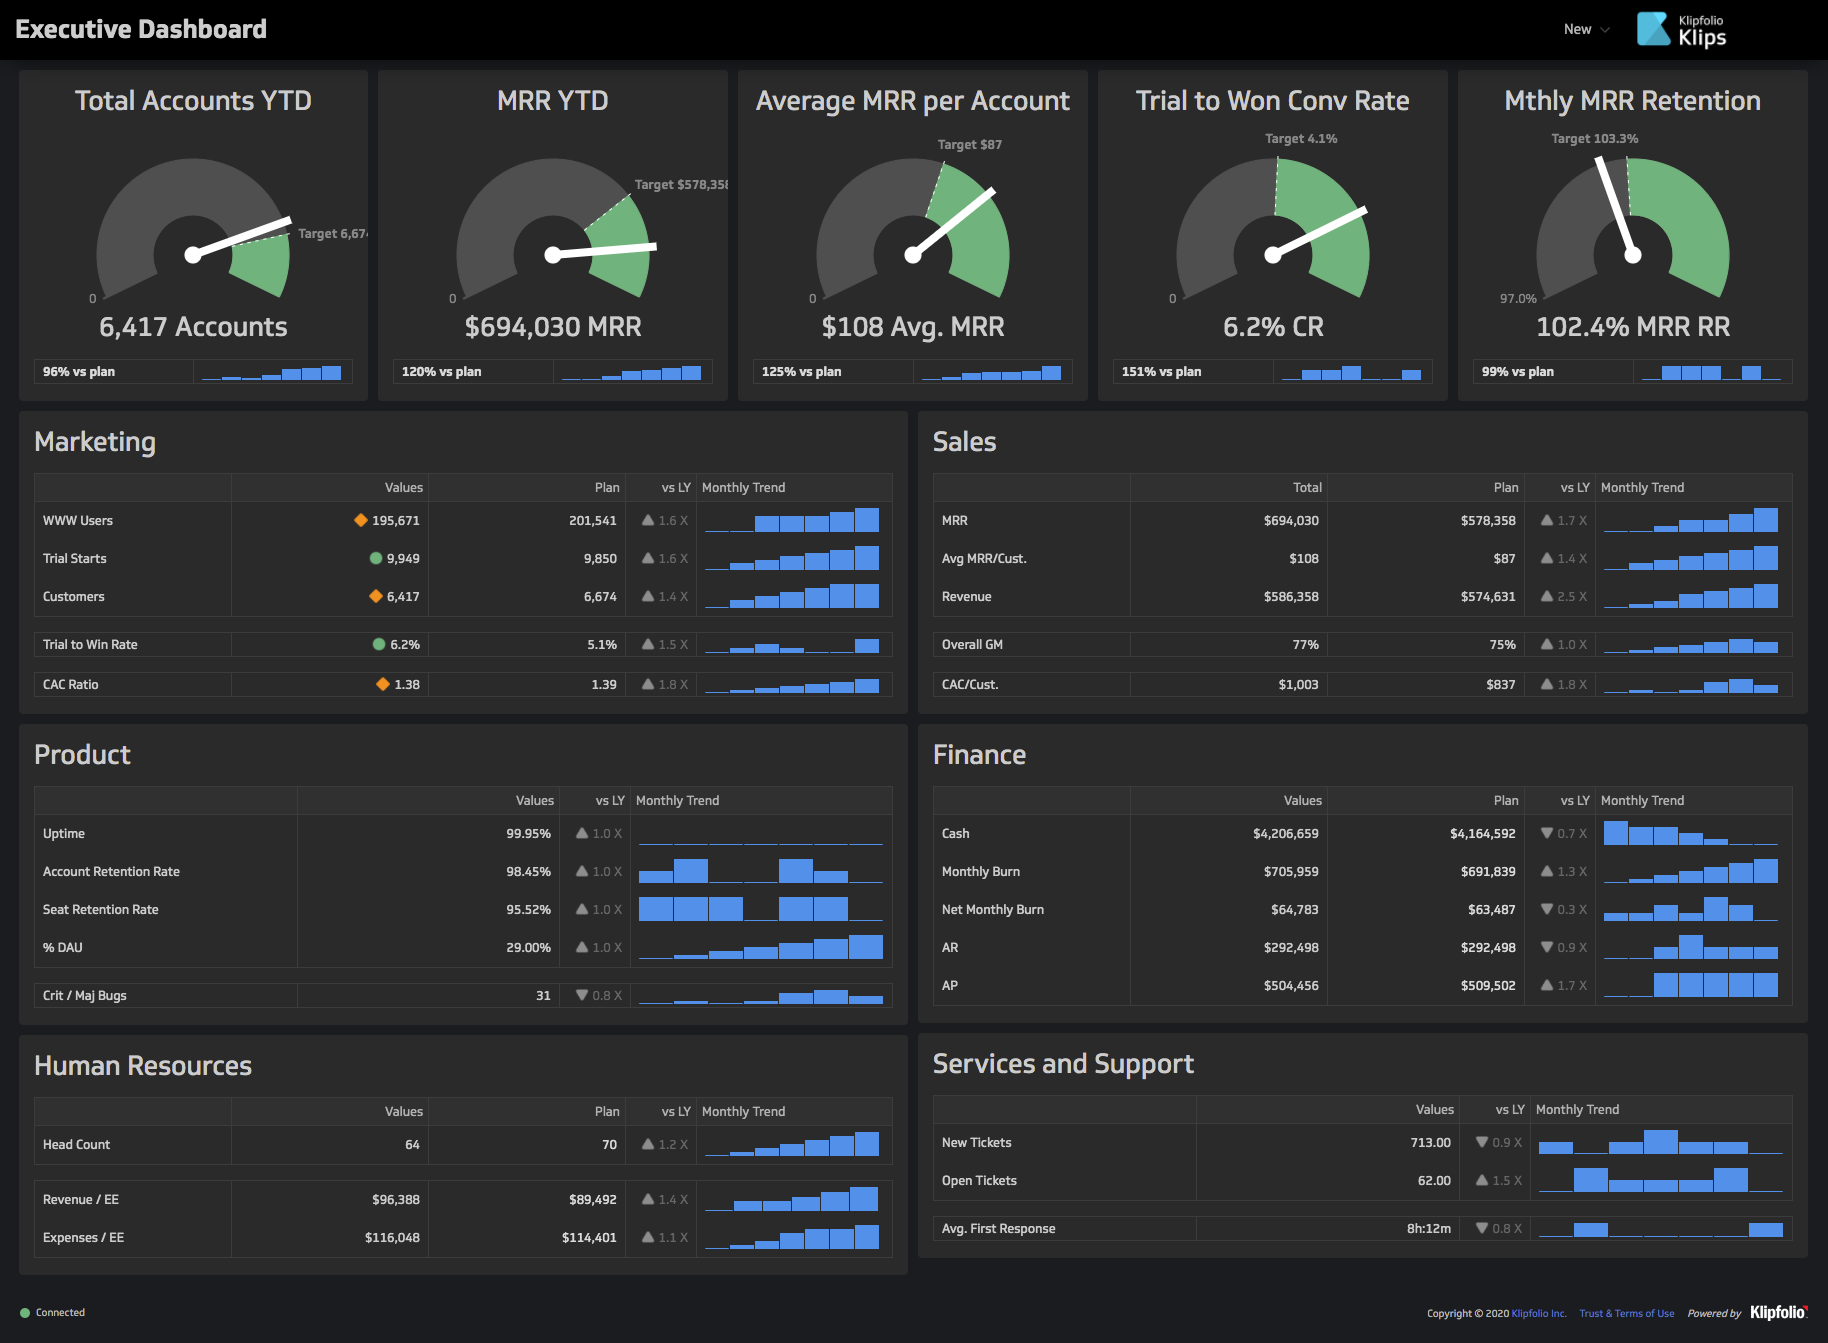 Executive Dashboard
New
Klipfolio
Klips
Total Accounts YTD
Target 6,674
0
6,417 Accounts
96% vs plan
MRR YTD
Target $578,358
0
$694,030 MRR
120% vs plan
Average MRR per Account
Target $87
0
$108 Avg. MRR
125% vs plan
Trial to Won Conv Rate
Target 4.1%
0
6.2% CR
151% vs plan
Mthly MRR Retention
Target 103.3%
97.0%
102.4% MRR RR
99% vs plan
Marketing
Values Plan vs LY Monthly Trend
WWW Users 195,671 201,541 1.6 X
Trial Starts 9,949 9,850 1.6 X
Customers 6,417 6,674 1.4 X
Trial to Win Rate 6.2% 5.1% 1.5 X
CAC Ratio 1.38 1.39 1.8 X
Sales
Total Plan vs LY Monthly Trend
MRR $694,030 $578,358 1.7 X
Avg MRR/Cust. $108 $87 1.4 X
Revenue $586,358 $574,631 2.5 X
Overall GM 77% 75% 1.0 X
CAC/Cust. $1,003 $837 1.8 X
Product
Values vs LY Monthly Trend
Uptime 99.95% 1.0 X
Account Retention Rate 98.45% 1.0 X
Seat Retention Rate 95.52% 1.0 X
% DAU 29.00% 1.0 X
Crit / Maj Bugs 31 0.8 X
Finance
Values Plan vs LY Monthly Trend
Cash $4,206,659 $4,164,592 0.7 X
Monthly Burn $705,959 $691,839 1.3 X
Net Monthly Burn $64,783 $63,487 0.3 X
AR $292,498 $292,498 0.9 X
AP $504,456 $509,502 1.7 X
Human Resources
Values Plan vs LY Monthly Trend
Head Count 64 70 1.2 X
Revenue / EE $96,388 $89,492 1.4 X
Expenses / EE $116,048 $114,401 1.1 X
Services and Support
Values vs LY Monthly Trend
New Tickets 713.00 0.9 X
Open Tickets 62.00 1.5 X
Avg. First Response 8h:12m 0.8 X
Connected
Copyright © 2020 Klipfolio Inc. Trust & Terms of Use Powered by Klipfolio